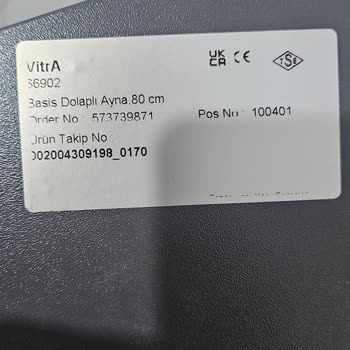 VitrA
UK
CA CE TSE
66902
Basis Dolaplı Ayna,80 cm
Order No : 573739871 Pos No : 100401
Ürün Takip No
002004309198_0170